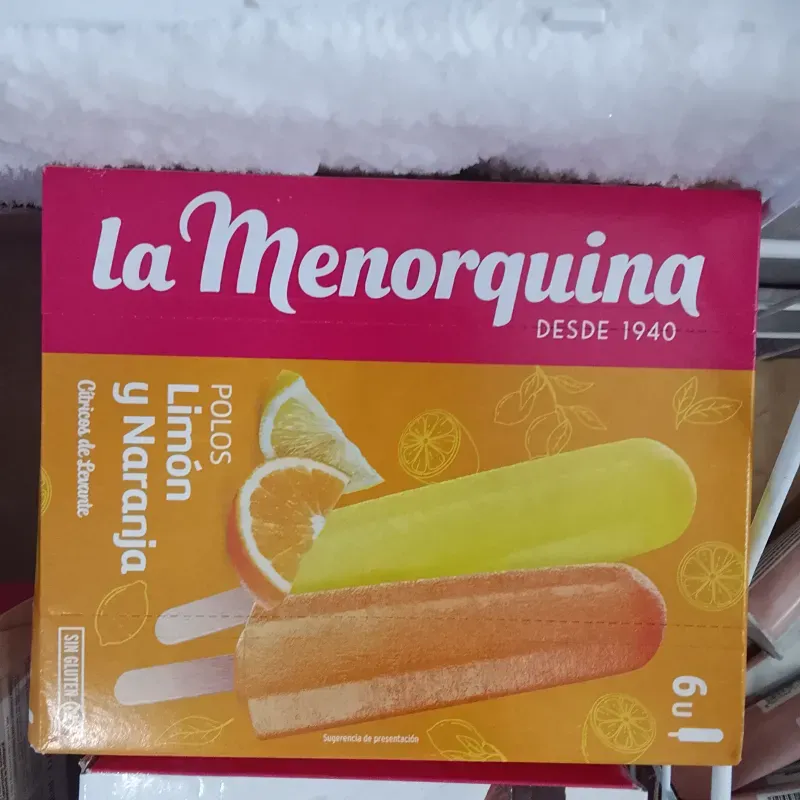 la Menorquina
DESDE 1940
POLOS
Limón
y Naranja
Cítricos de Levante
SIN GLUTEN
6u
Sugerencia de presentación